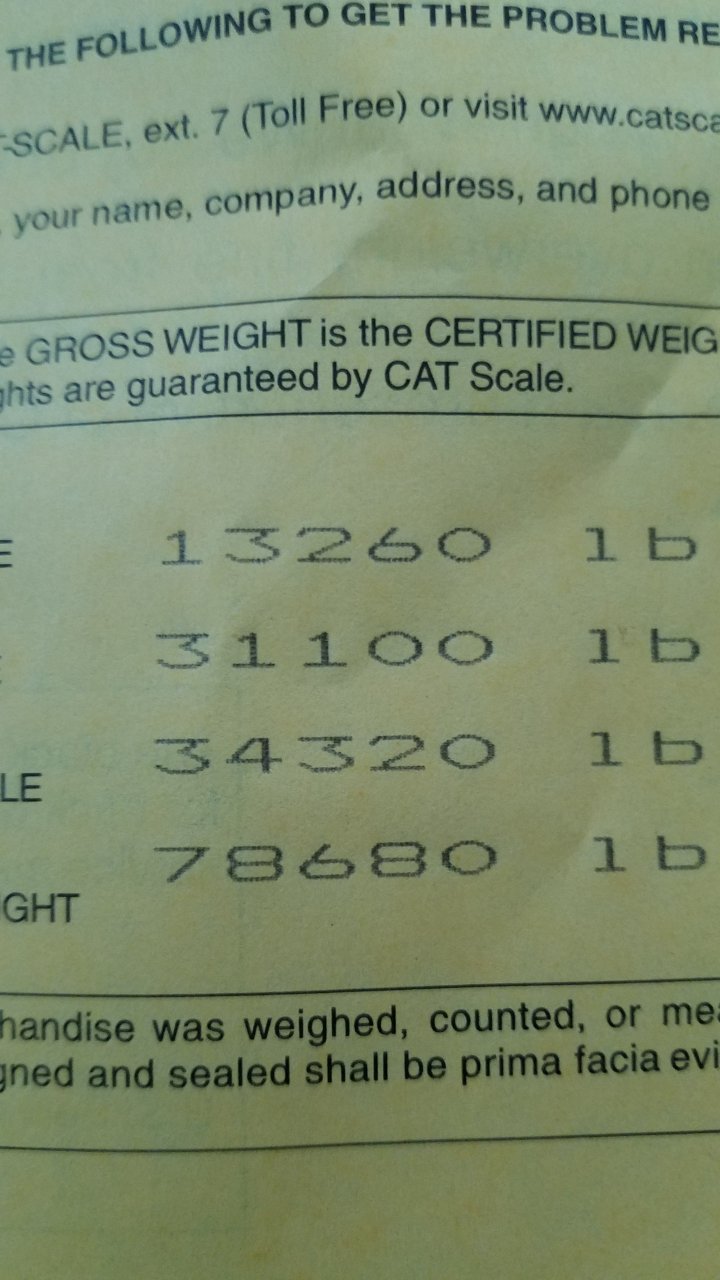 THE FOLLOWING TO GET THE PROBLEM RE
-SCALE, ext. 7 (Toll Free) or visit www.catsca
, your name, company, address, and phone
e GROSS WEIGHT is the CERTIFIED WEIG
ghts are guaranteed by CAT Scale.
E 13260 lb
31100 lb
LE 34320 lb
GHT 78680 lb
handise was weighed, counted, or mea
gned and sealed shall be prima facia evi